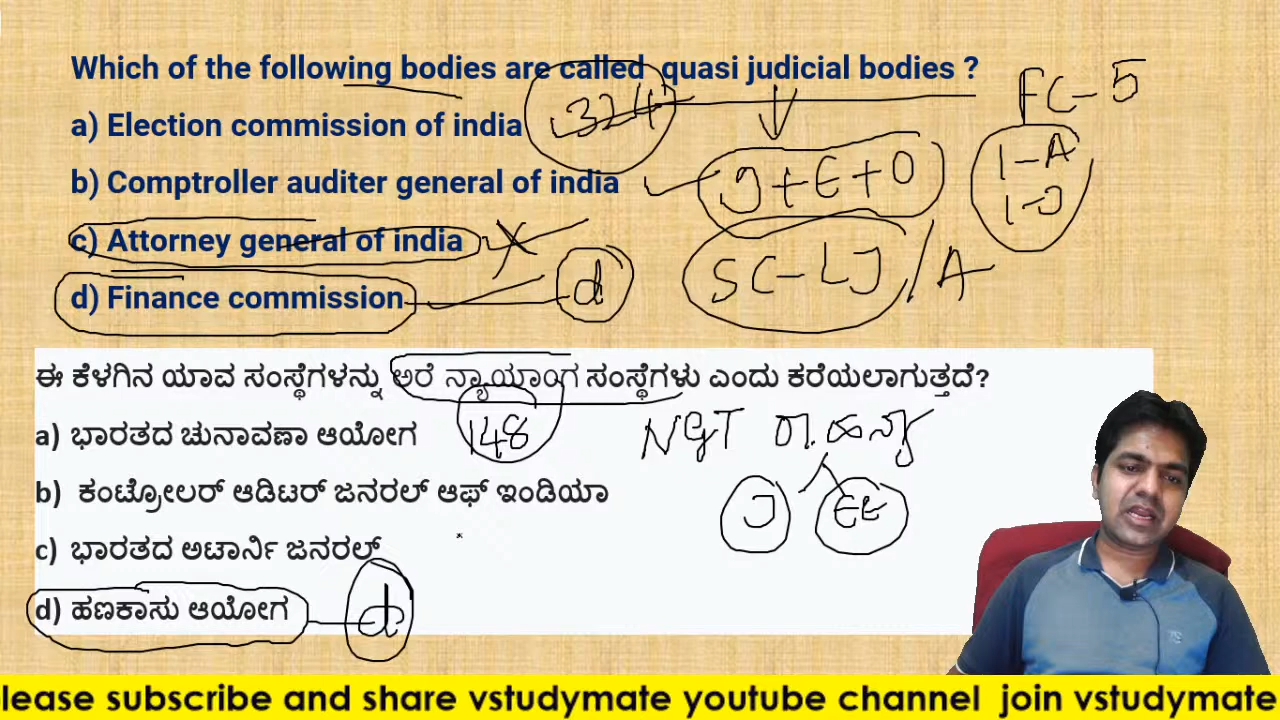 Which of the following bodies are called quasi judicial bodies ?
a) Election commission of india
324
FC-5
b) Comptroller auditer general of india
J+E+O
1-A
1-J
c) Attorney general of india
SC-LJ/A
d) Finance commission
d
ಈ ಕೆಳಗಿನ ಯಾವ ಸಂಸ್ಥೆಗಳನ್ನು ಅರೆ ನ್ಯಾಯಾಂಗ ಸಂಸ್ಥೆಗಳು ಎಂದು ಕರೆಯಲಾಗುತ್ತದೆ?
a) ಭಾರತದ ಚುನಾವಣಾ ಆಯೋಗ
148
NGT
b) ಕಂಟ್ರೋಲರ್ ಆಡಿಟರ್ ಜನರಲ್ ಆಫ್ ಇಂಡಿಯಾ
J
EE
c) ಭಾರತದ ಅಟಾರ್ನಿ ಜನರಲ್
d) ಹಣಕಾಸು ಆಯೋಗ
d
lease subscribe and share vstudymate youtube channel join vstudymate